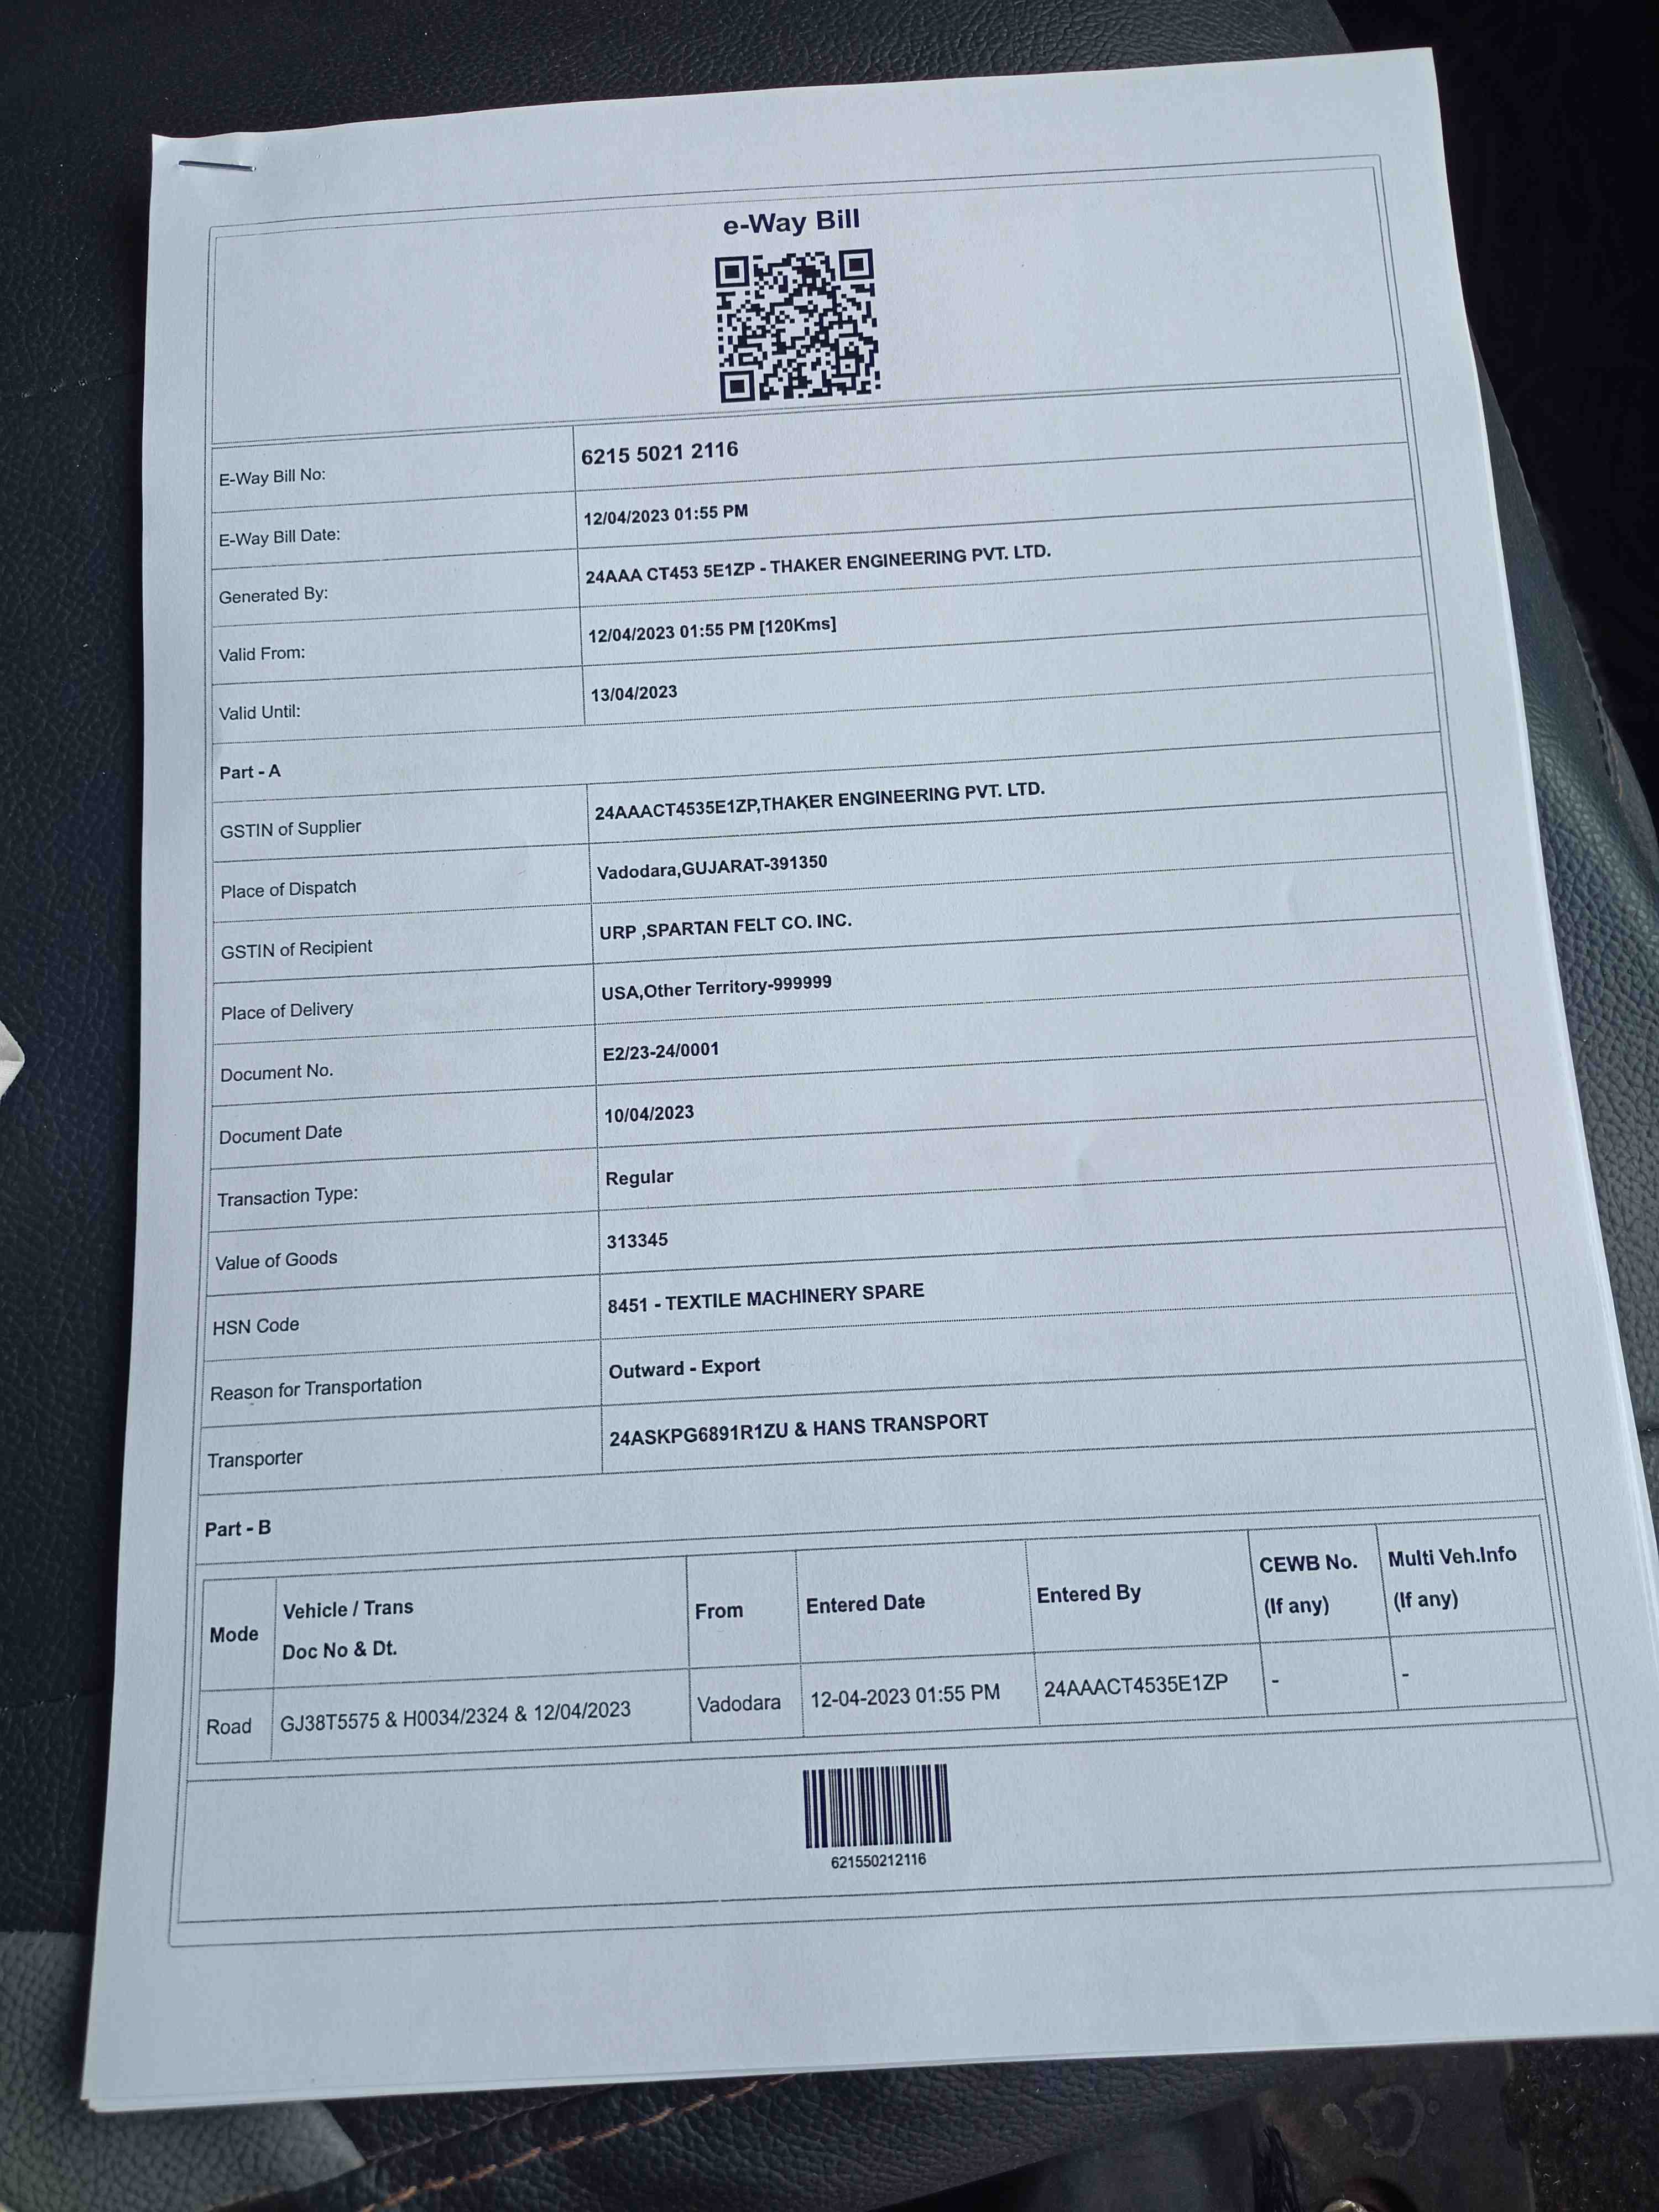 e-Way Bill
E-Way Bill No: 6215 5021 2116
E-Way Bill Date: 12/04/2023 01:55 PM
Generated By: 24AAA CT453 5E1ZP - THAKER ENGINEERING PVT. LTD.
Valid From: 12/04/2023 01:55 PM [120Kms]
Valid Until: 13/04/2023
Part - A
GSTIN of Supplier 24AAACT4535E1ZP,THAKER ENGINEERING PVT. LTD.
Place of Dispatch Vadodara,GUJARAT-391350
GSTIN of Recipient URP ,SPARTAN FELT CO. INC.
Place of Delivery USA,Other Territory-999999
Document No. E2/23-24/0001
Document Date 10/04/2023
Transaction Type: Regular
Value of Goods 313345
HSN Code 8451 - TEXTILE MACHINERY SPARE
Reason for Transportation Outward - Export
Transporter 24ASKPG6891R1ZU & HANS TRANSPORT
Part - B
Mode Vehicle / Trans Doc No & Dt. From Entered Date Entered By CEWB No. (If any) Multi Veh.Info (If any)
Road GJ38T5575 & H0034/2324 & 12/04/2023 Vadodara 12-04-2023 01:55 PM 24AAACT4535E1ZP - -
621550212116